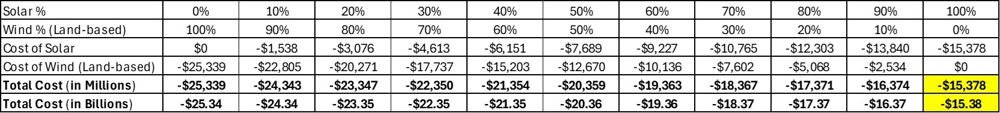 Solar % 0% 10% 20% 30% 40% 50% 60% 70% 80% 90% 100%
Wind % (Land-based) 100% 90% 80% 70% 60% 50% 40% 30% 20% 10% 0%
Cost of Solar $0 -$1,538 -$3,076 -$4,613 -$6,151 -$7,689 -$9,227 -$10,765 -$12,303 -$13,840 -$15,378
Cost of Wind (Land-based) -$25,339 -$22,805 -$20,271 -$17,737 -$15,203 -$12,670 -$10,136 -$7,602 -$5,068 -$2,534 $0
Total Cost (in Millions) -$25,339 -$24,343 -$23,347 -$22,350 -$21,354 -$20,359 -$19,363 -$18,367 -$17,371 -$16,374 -$15,378
Total Cost (in Billions) -$25.34 -$24.34 -$23.35 -$22.35 -$21.35 -$20.36 -$19.36 -$18.37 -$17.37 -$16.37 -$15.38